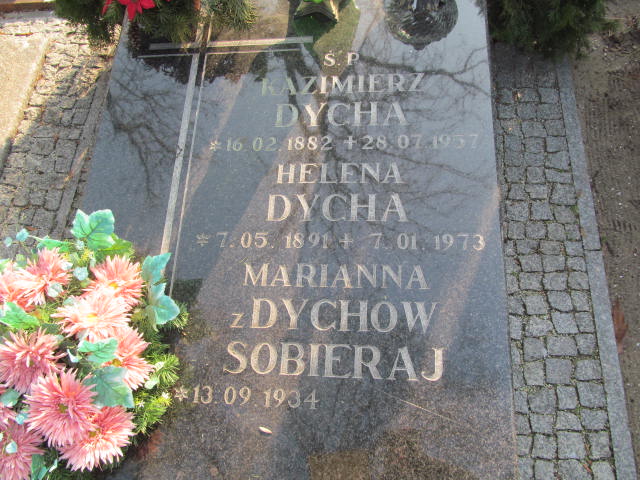 Ś.P.
KAZIMIERZ
DYCHA
*16.02.1882 + 28.07.1957
HELENA
DYCHA
* 7.05.1891 + 7.01.1973
MARIANNA
z DYCHÓW
SOBIERAJ
*13.09.1934